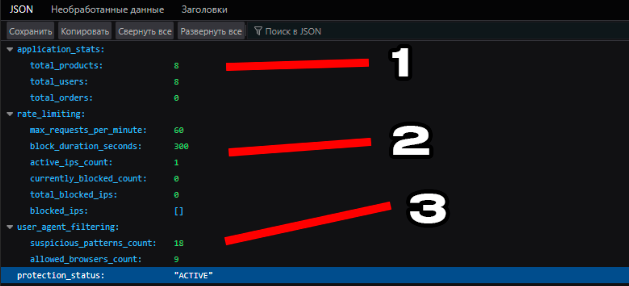 JSON Необработанные данные Заголовки
Сохранить Копировать Свернуть все Развернуть все Поиск в JSON
application_stats:
total_products: 8
1
total_users: 8
total_orders: 0
rate_limiting:
max_requests_per_minute: 60
2
block_duration_seconds: 300
active_ips_count: 1
currently_blocked_count: 0
total_blocked_ips: 0
blocked_ips: []
3
user_agent_filtering:
suspicious_patterns_count: 18
allowed_browsers_count: 9
protection_status: "ACTIVE"